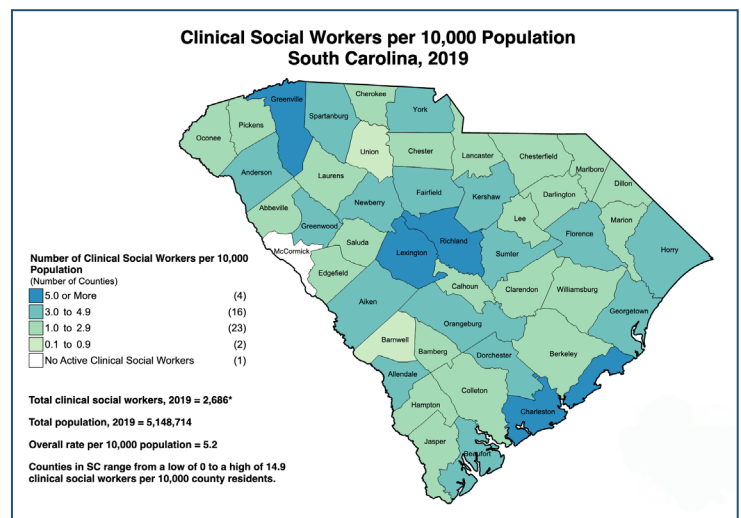 Clinical Social Workers per 10,000 Population
South Carolina, 2019
Cherokee
Greenville
York
Spartanburg
Pickens
Oconee
Union
Chester
Lancaster
Chesterfield
Marlboro
Anderson
Laurens
Dillon
Fairfield
Kershaw
Darlington
Newberry
Abbeville
Lee
Marion
Greenwood
Florence
Saluda
Richland
McCormick
Lexington
Sumter
Horry
Edgefield
Calhoun
Clarendon
Williamsburg
Aiken
Georgetown
Orangeburg
Barnwell
Bamberg
Dorchester
Berkeley
Allendale
Colleton
Hampton
Charleston
Jasper
Beaufort
Number of Clinical Social Workers per 10,000
Population
(Number of Counties)
5.0 or More (4)
3.0 to 4.9 (16)
1.0 to 2.9 (23)
0.1 to 0.9 (2)
No Active Clinical Social Workers (1)
Total clinical social workers, 2019 = 2,686*
Total population, 2019 = 5,148,714
Overall rate per 10,000 population = 5.2
Counties in SC range from a low of 0 to a high of 14.9
clinical social workers per 10,000 county residents.